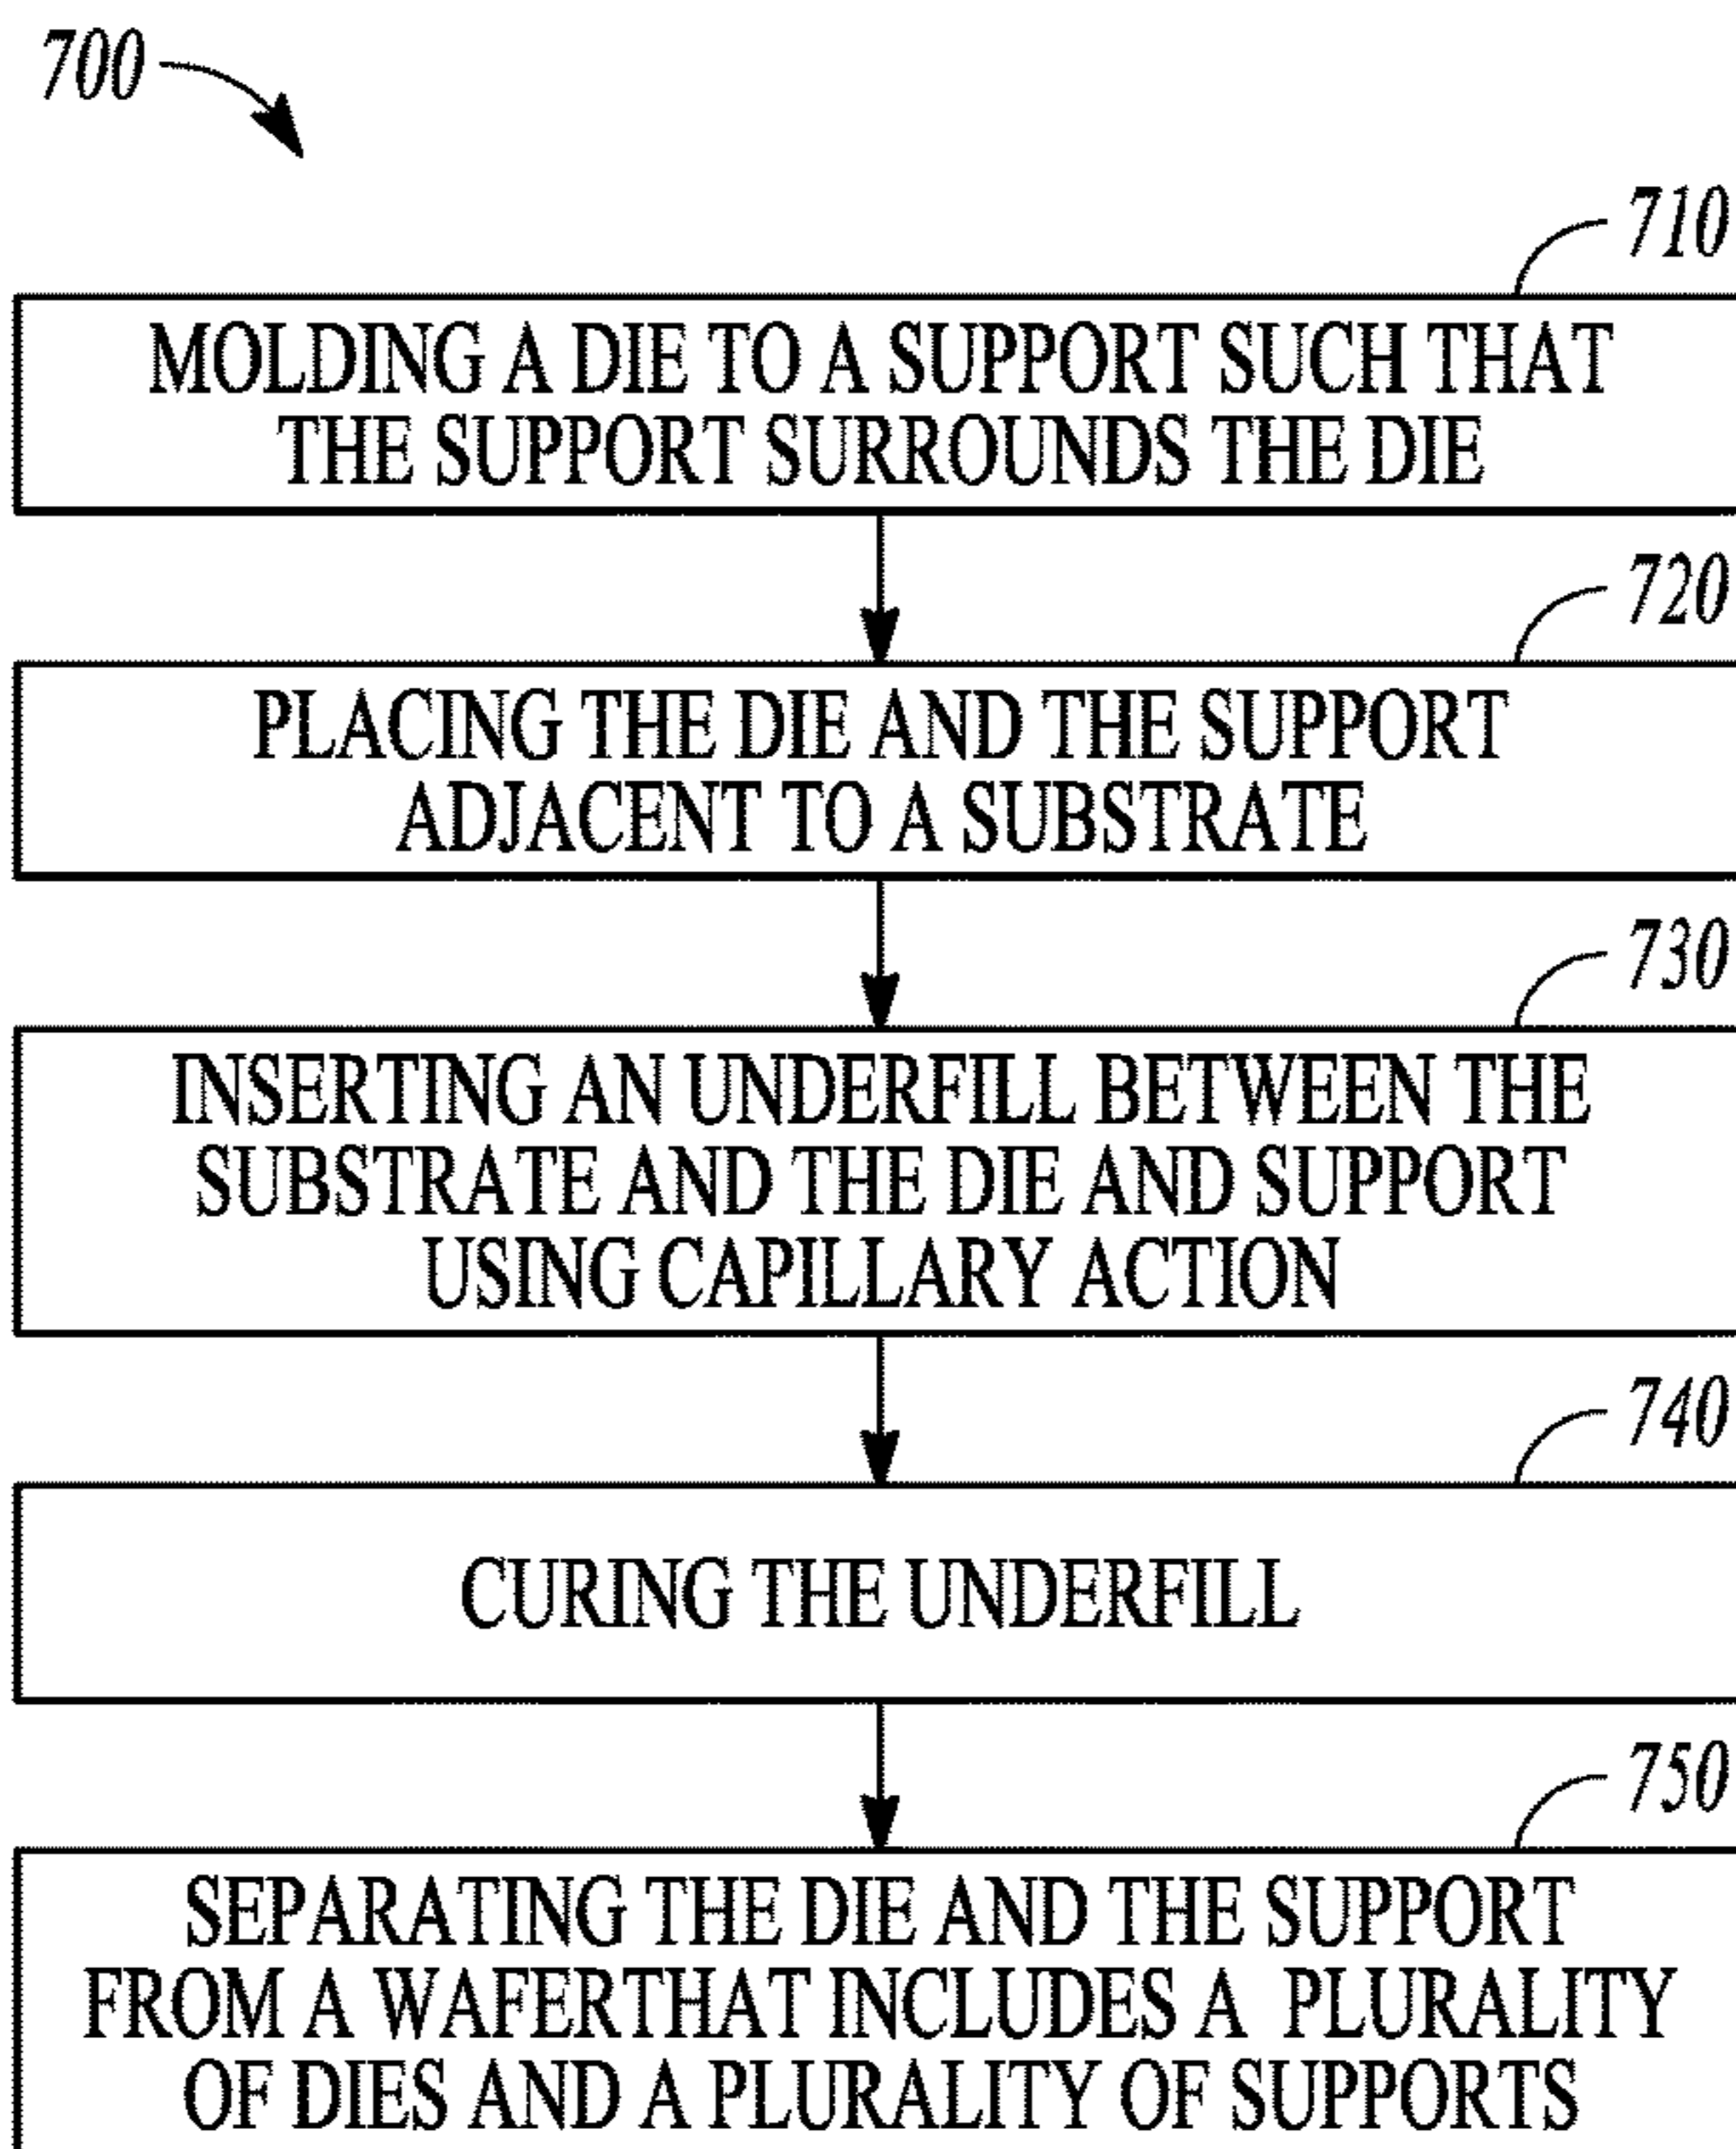 700
710
MOLDING A DIE TO A SUPPORT SUCH THAT
THE SUPPORT SURROUNDS THE DIE
720
PLACING THE DIE AND THE SUPPORT
ADJACENT TO A SUBSTRATE
730
INSERTING AN UNDERFILL BETWEEN THE
SUBSTRATE AND THE DIE AND SUPPORT
USING CAPILLARY ACTION
740
CURING THE UNDERFILL
750
SEPARATING THE DIE AND THE SUPPORT
FROM A WAFERTHAT INCLUDES A PLURALITY
OF DIES AND A PLURALITY OF SUPPORTS